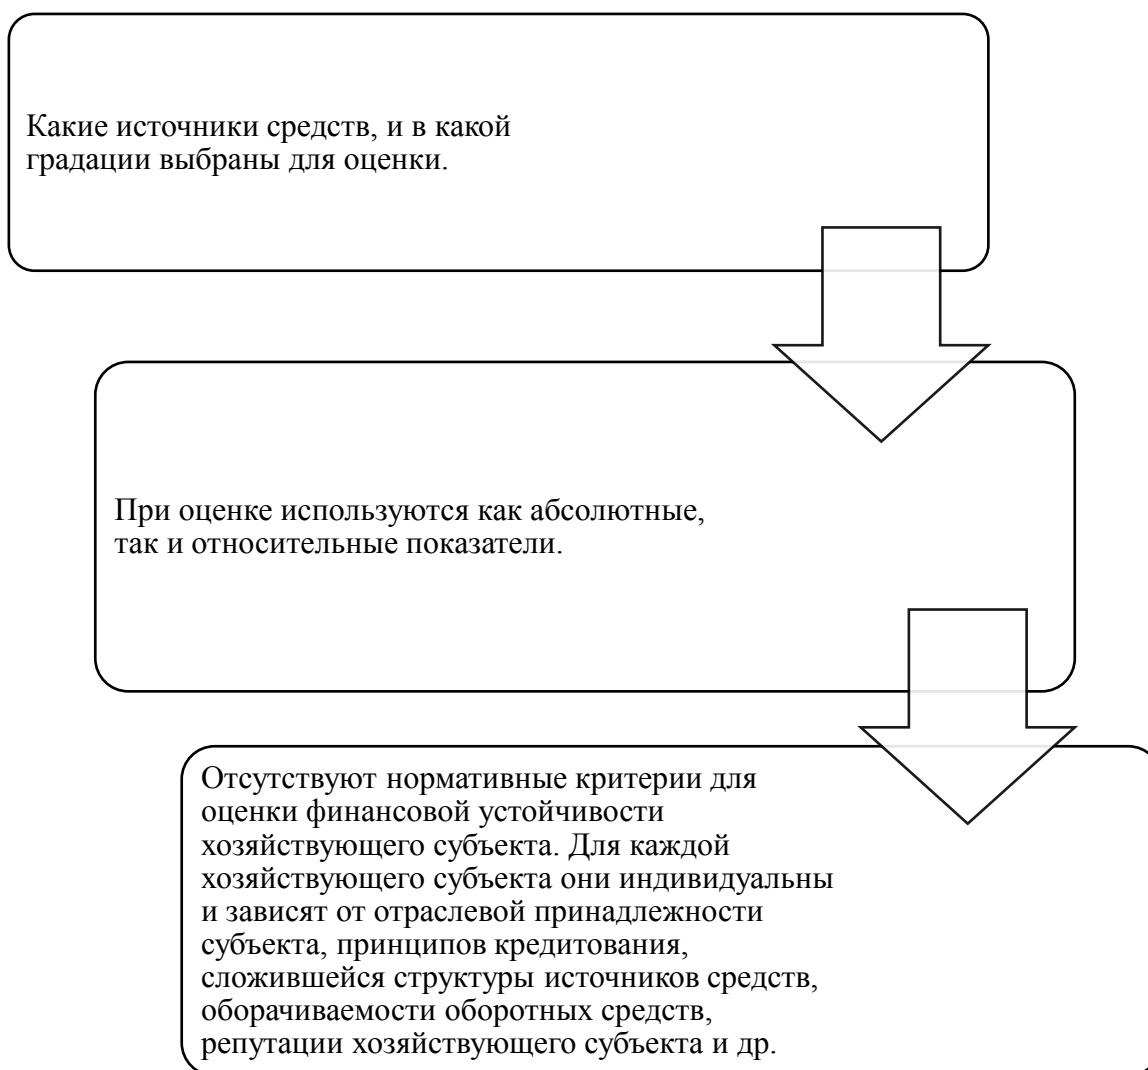 Какие источники средств, и в какой
градации выбраны для оценки.
При оценке используются как абсолютные,
так и относительные показатели.
Отсутствуют нормативные критерии для
оценки финансовой устойчивости
хозяйствующего субъекта. Для каждой
хозяйствующего субъекта они индивидуальны
и зависят от отраслевой принадлежности
субъекта, принципов кредитования,
сложившейся структуры источников средств,
оборачиваемости оборотных средств,
репутации хозяйствующего субъекта и др.